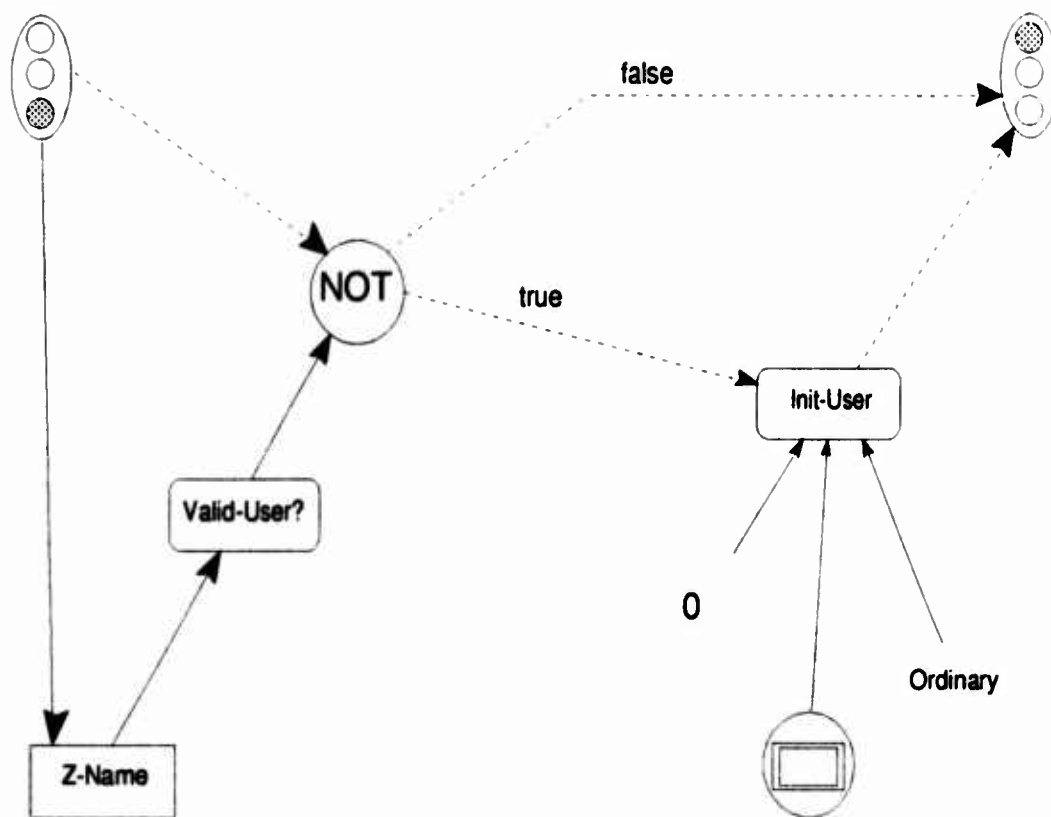 false
NOT
true
Init-User
Valid-User?
0
Ordinary
Z-Name